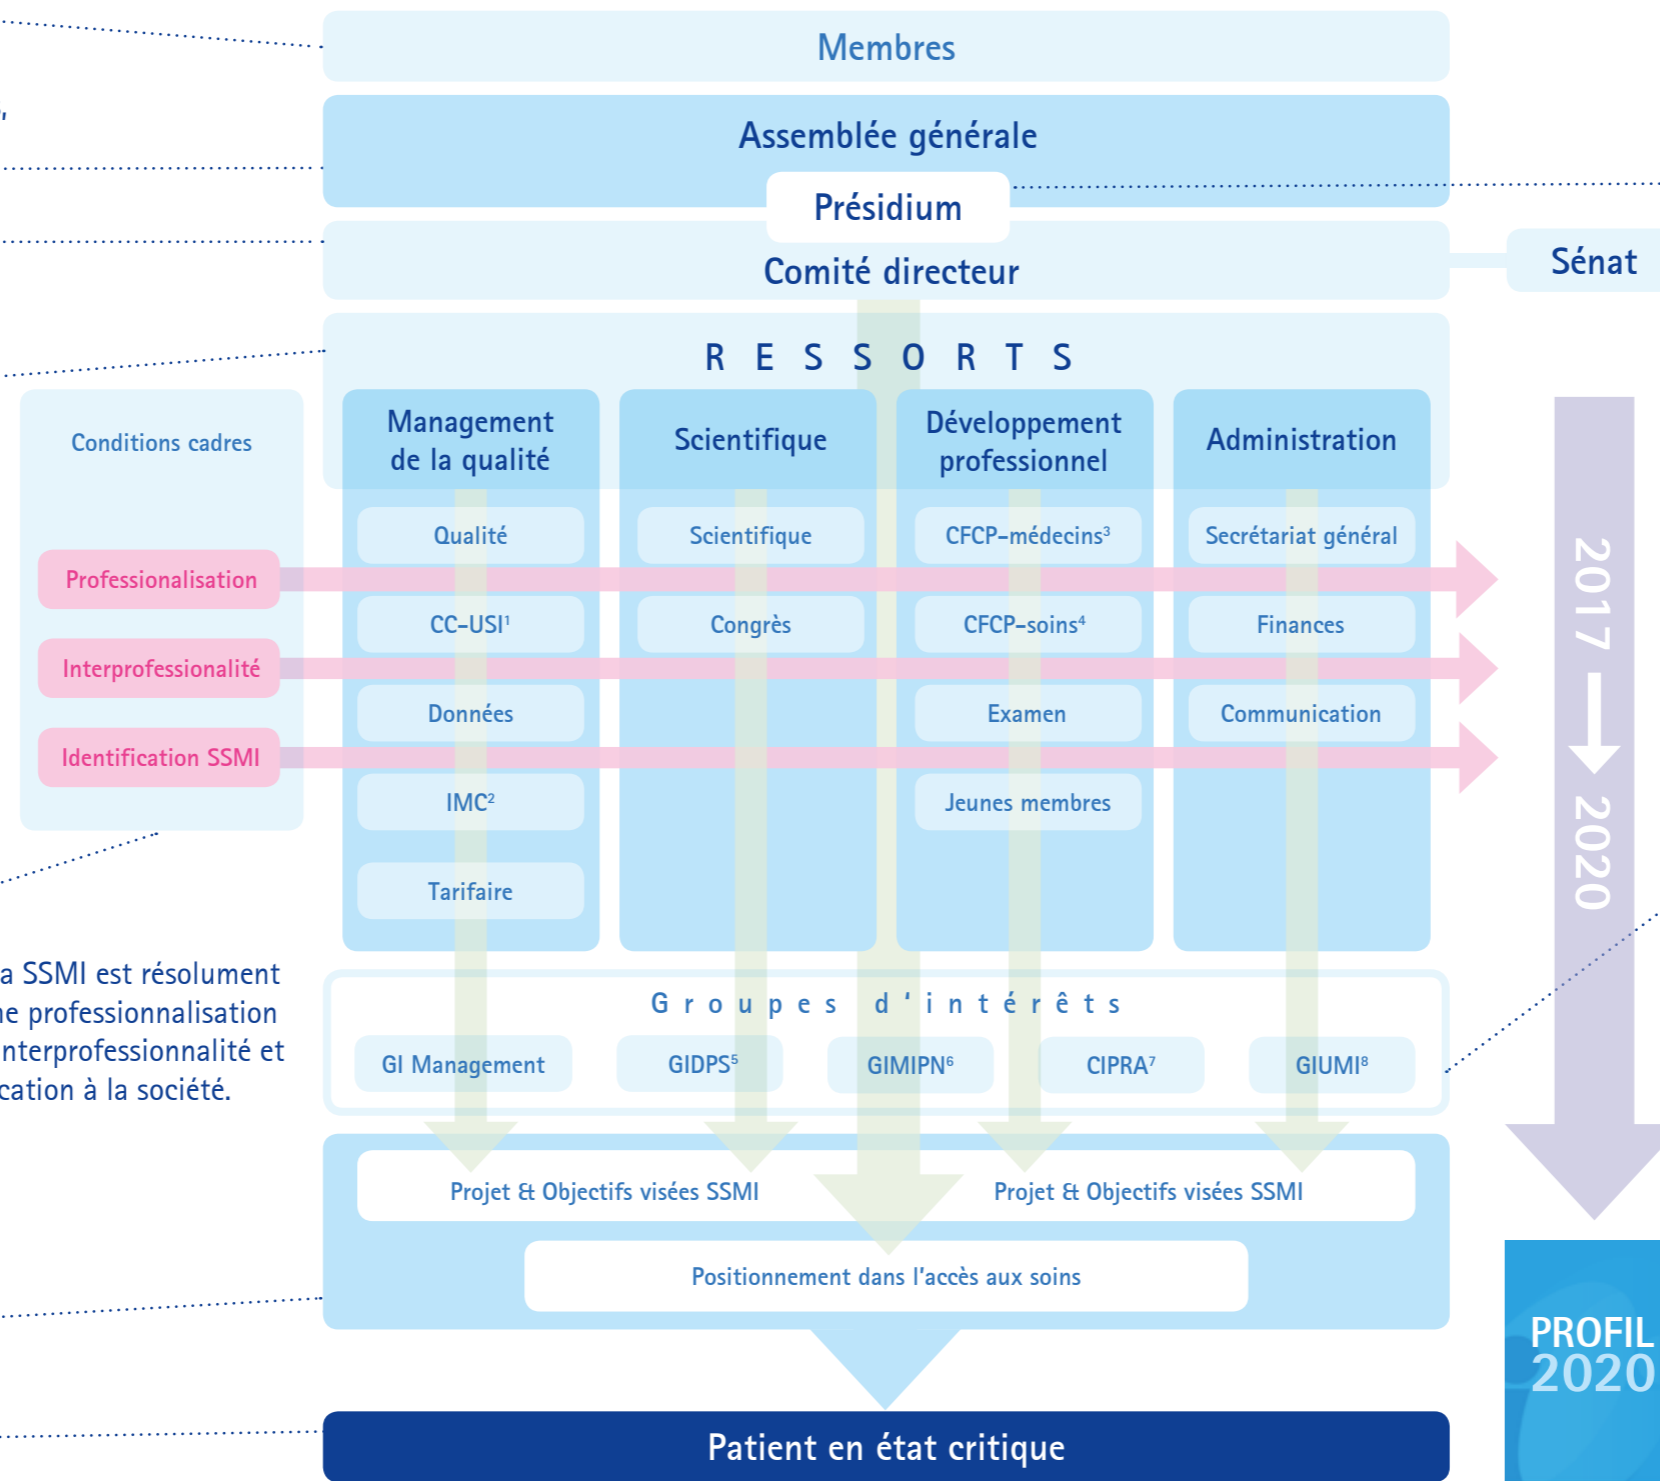 Membres
,
Assemblée générale
Présidium
Comité directeur
Sénat
RESSORTS
Conditions cadres
Professionalisation
Interprofessionalité
Identification SSMI
Management
de la qualité
Qualité
CC-USI¹
Données
IMC²
Tarifaire
Scientifique
Scientifique
Congrès
Développement
professionnel
CFCP-médecins³
CFCP-soins⁴
Examen
Jeunes membres
Administration
Secrétariat général
Finances
Communication
2017
2020
a SSMI est résolument
ne professionnalisation
nterprofessionnalité et
cation à la société.
Groupes d‘intérêts
GI Management
GIDPS⁵
GIMIPN⁶
CIPRA⁷
GIUMI⁸
Projet & Objectifs visées SSMI
Projet & Objectifs visées SSMI
Positionnement dans l’accès aux soins
PROFIL
2020
Patient en état critique